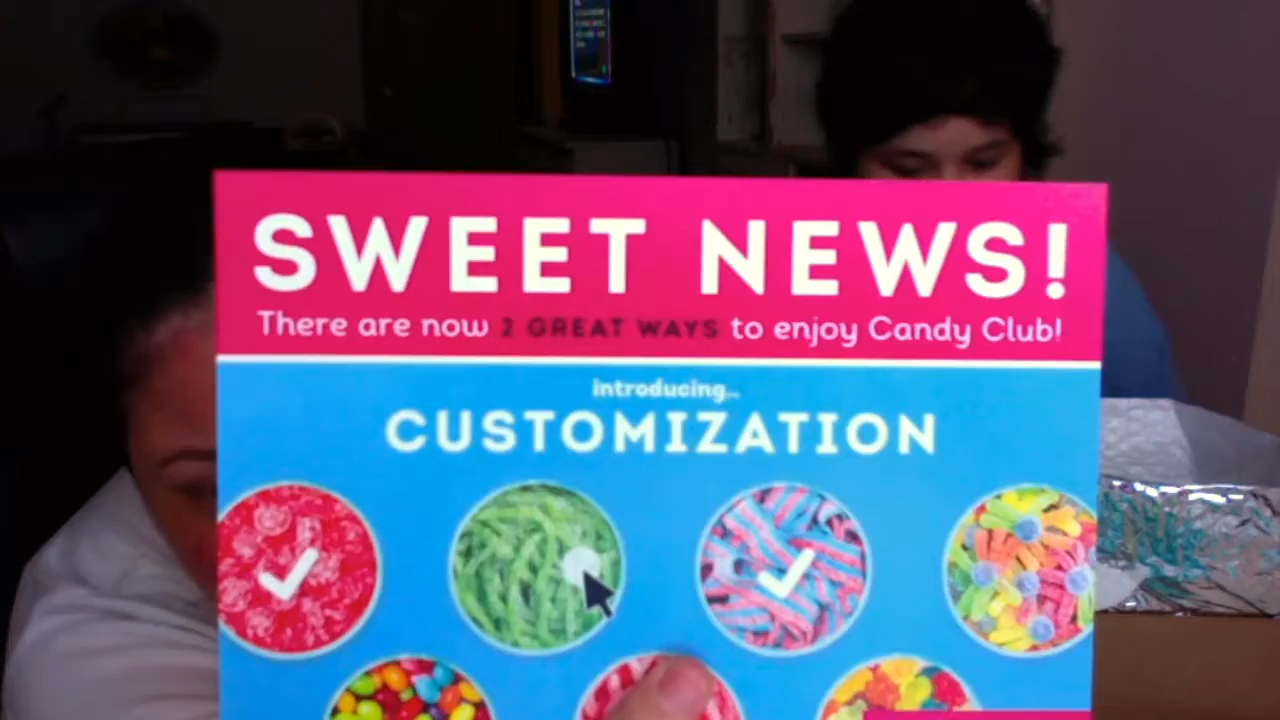 SWEET NEWS!
There are now 2 GREAT WAYS to enjoy Candy Club!
introducing...
CUSTOMIZATION